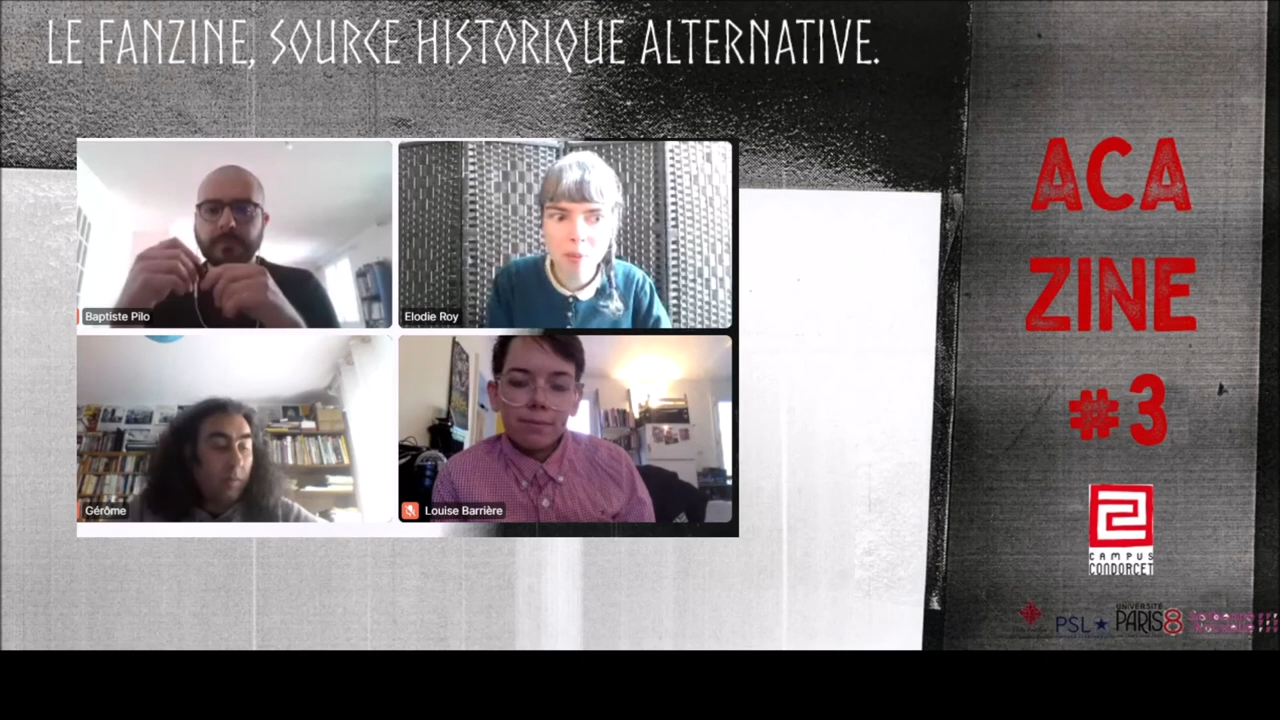 LE FANZINE, SOURCE HISTORIQUE ALTERNATIVE.
Baptiste Pilo
Elodie Roy
Gérôme
Louise Barrière
ACA
ZINE
#3
CAMPUS
CONDORCET
PSL
UNIVERSITÉ
PARIS8